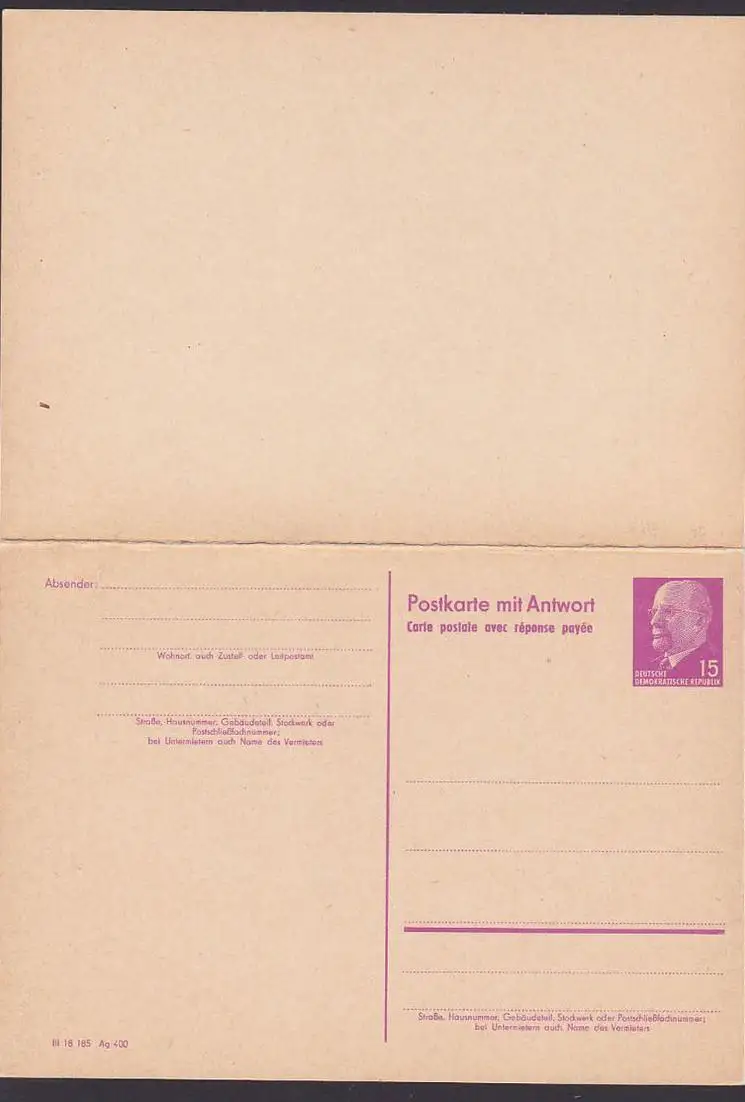 Absender:
Wohnort, auch Zustell- oder Leitpostamt
Straße, Hausnummer, Gebäudeteil, Stockwerk oder
Postschließfachnummer;
bei Untermietern auch Name des Vermieters
Postkarte mit Antwort
Carte postale avec réponse payée
15
DEUTSCHE
DEMOKRATISCHE REPUBLIK
Straße, Hausnummer, Gebäudeteil, Stockwerk oder Postschließfachnummer;
bei Untermietern auch Name des Vermieters
III 18 185 Ag 400